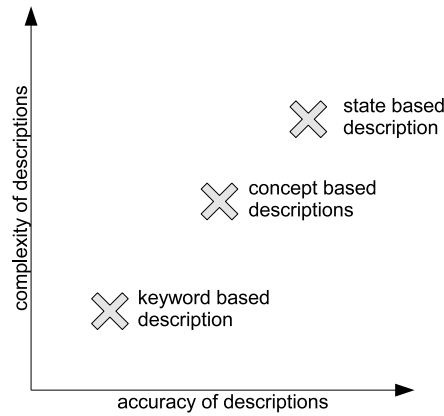 state based
description
concept based
descriptions
keyword based
description
complexity of descriptions
accuracy of descriptions